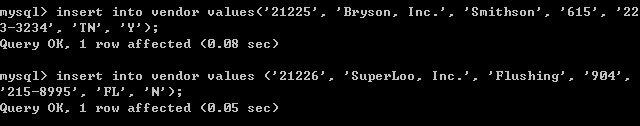 mysql> insert into vendor values('21225', 'Bryson, Inc.', 'Smithson', '615', '22
3-3234', 'TN', 'Y');
Query OK, 1 row affected (0.08 sec)
mysql> insert into vendor values ('21226', 'SuperLoo, Inc.', 'Flushing', '904',
'215-8995', 'FL', 'N');
Query OK, 1 row affected (0.05 sec)